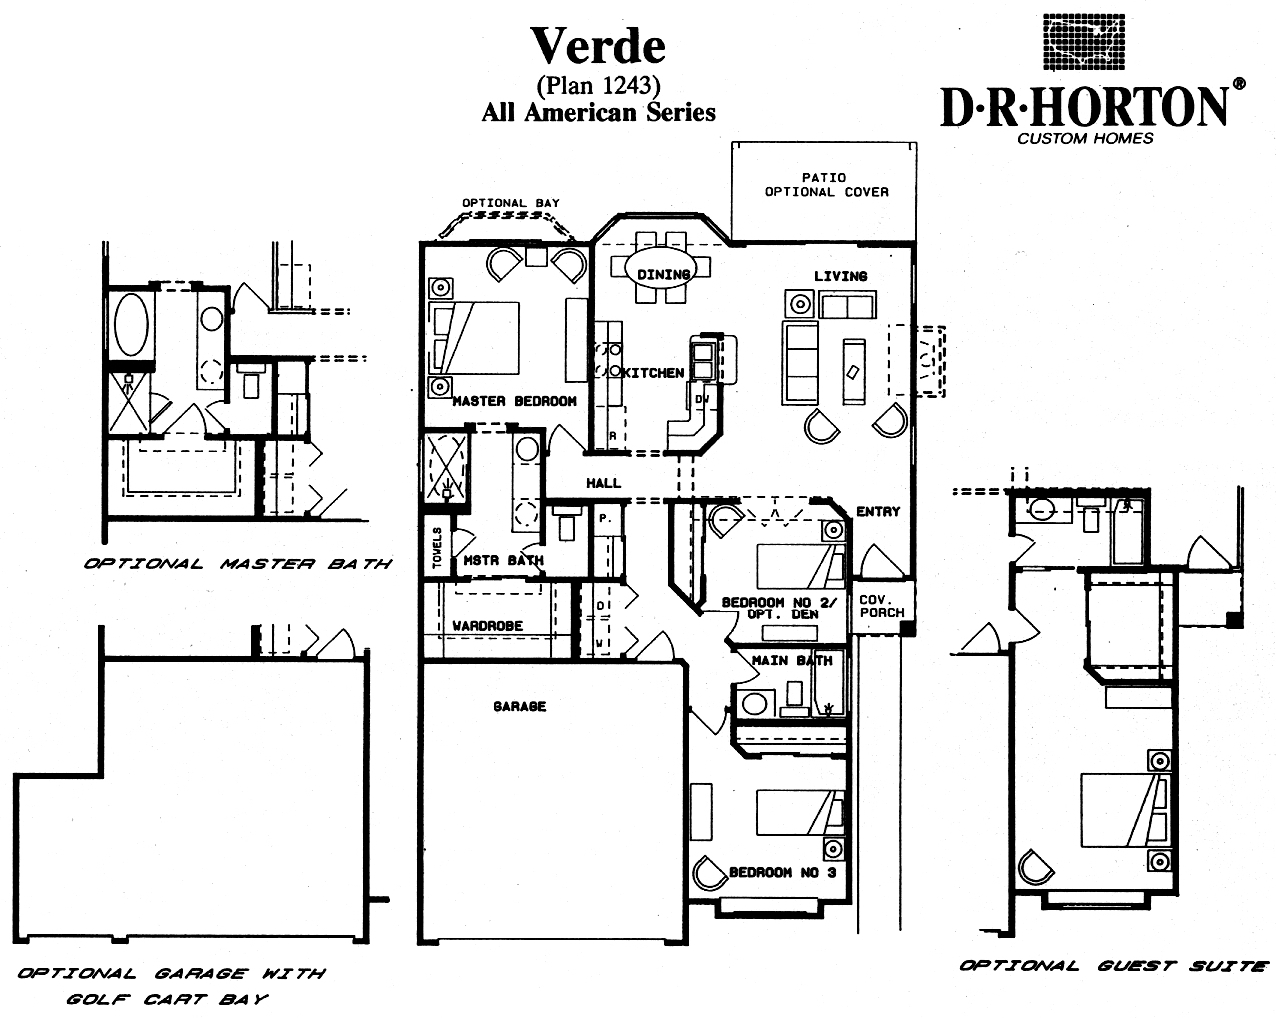 Verde
(Plan 1243)
All American Series
D·R·HORTON®
CUSTOM HOMES
PATIO
OPTIONAL COVER
OPTIONAL BAY
DINING
LIVING
KITCHEN
MASTER BEDROOM
DW
R
HALL
ENTRY
P.
TOWELS
MSTR BATH
BEDROOM NO 2/
OPT. DEN
COV.
PORCH
WARDROBE
D
W
MAIN BATH
GARAGE
BEDROOM NO 3
OPTIONAL MASTER BATH
OPTIONAL GARAGE WITH
GOLF CART BAY
OPTIONAL GUEST SUITE